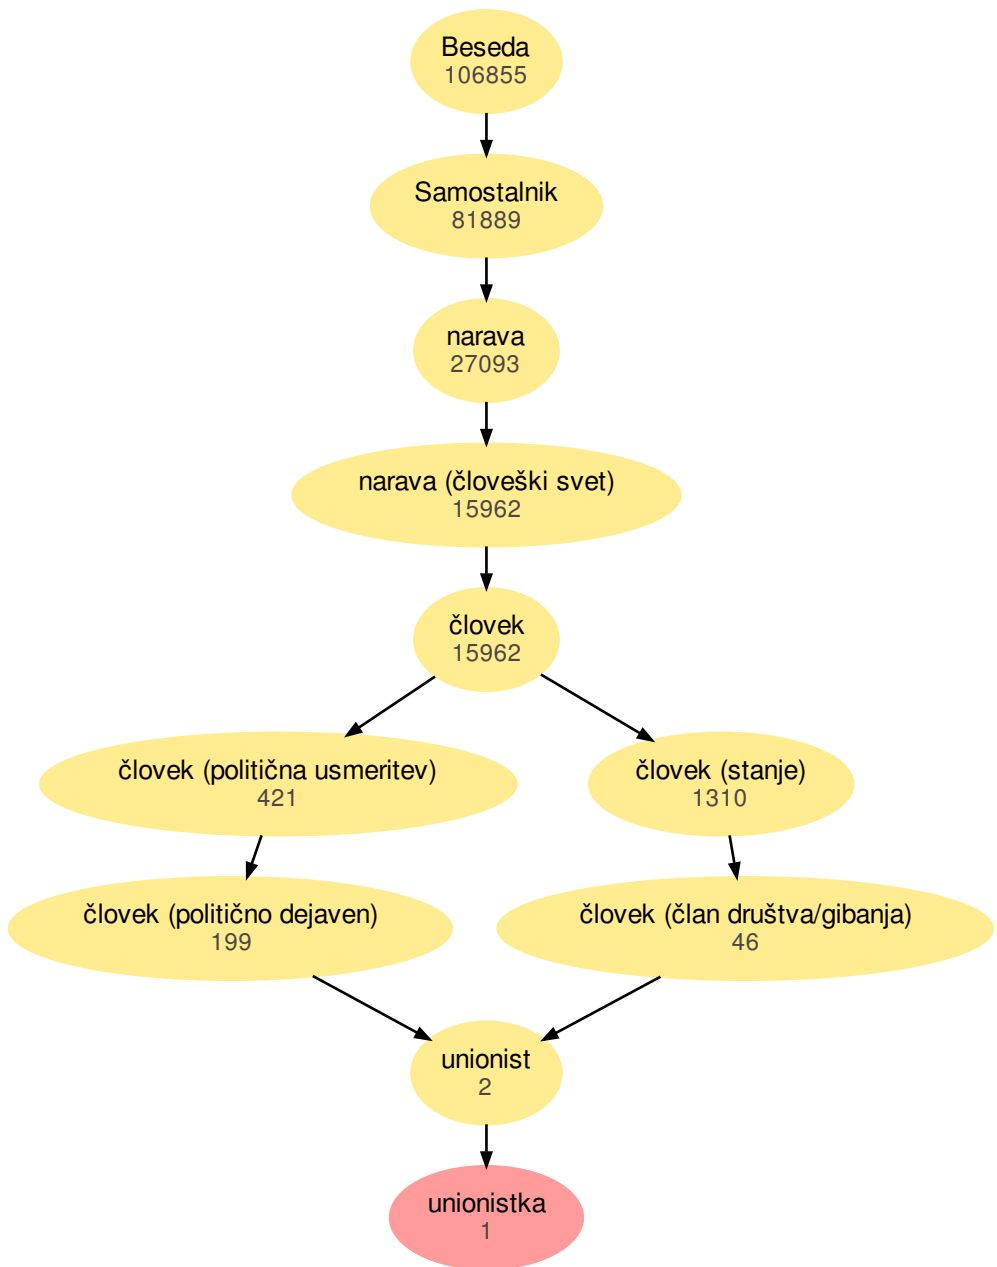 Beseda
106855
Samostalnik
81889
narava
27093
narava (človeški svet)
15962
človek
15962
človek (politična usmeritev)
421
človek (stanje)
1310
človek (politično dejaven)
199
človek (član društva/gibanja)
46
unionist
2
unionistka
1